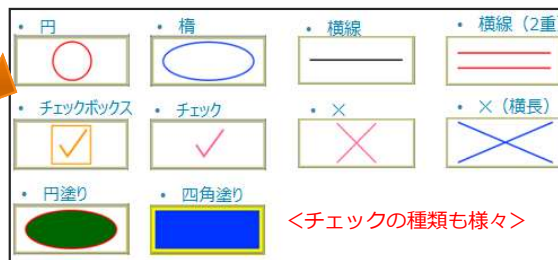 • 円
• 楕
• 横線
• 横線（2重）
• チェックボックス
• チェック
• ×
• ×（横長）
• 円塗り
• 四角塗り
<チェックの種類も様々>